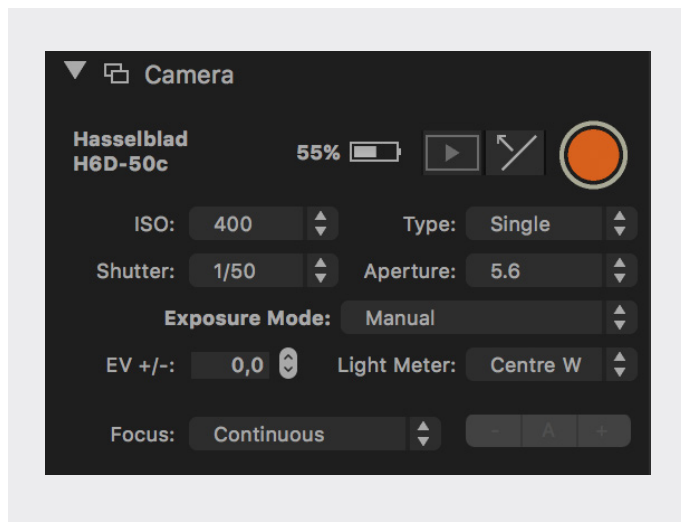 Camera
Hasselblad
H6D-50c
55%
ISO: 400 Type: Single
Shutter: 1/50 Aperture: 5.6
Exposure Mode: Manual
EV +/-: 0,0 Light Meter: Centre W
Focus: Continuous - A +